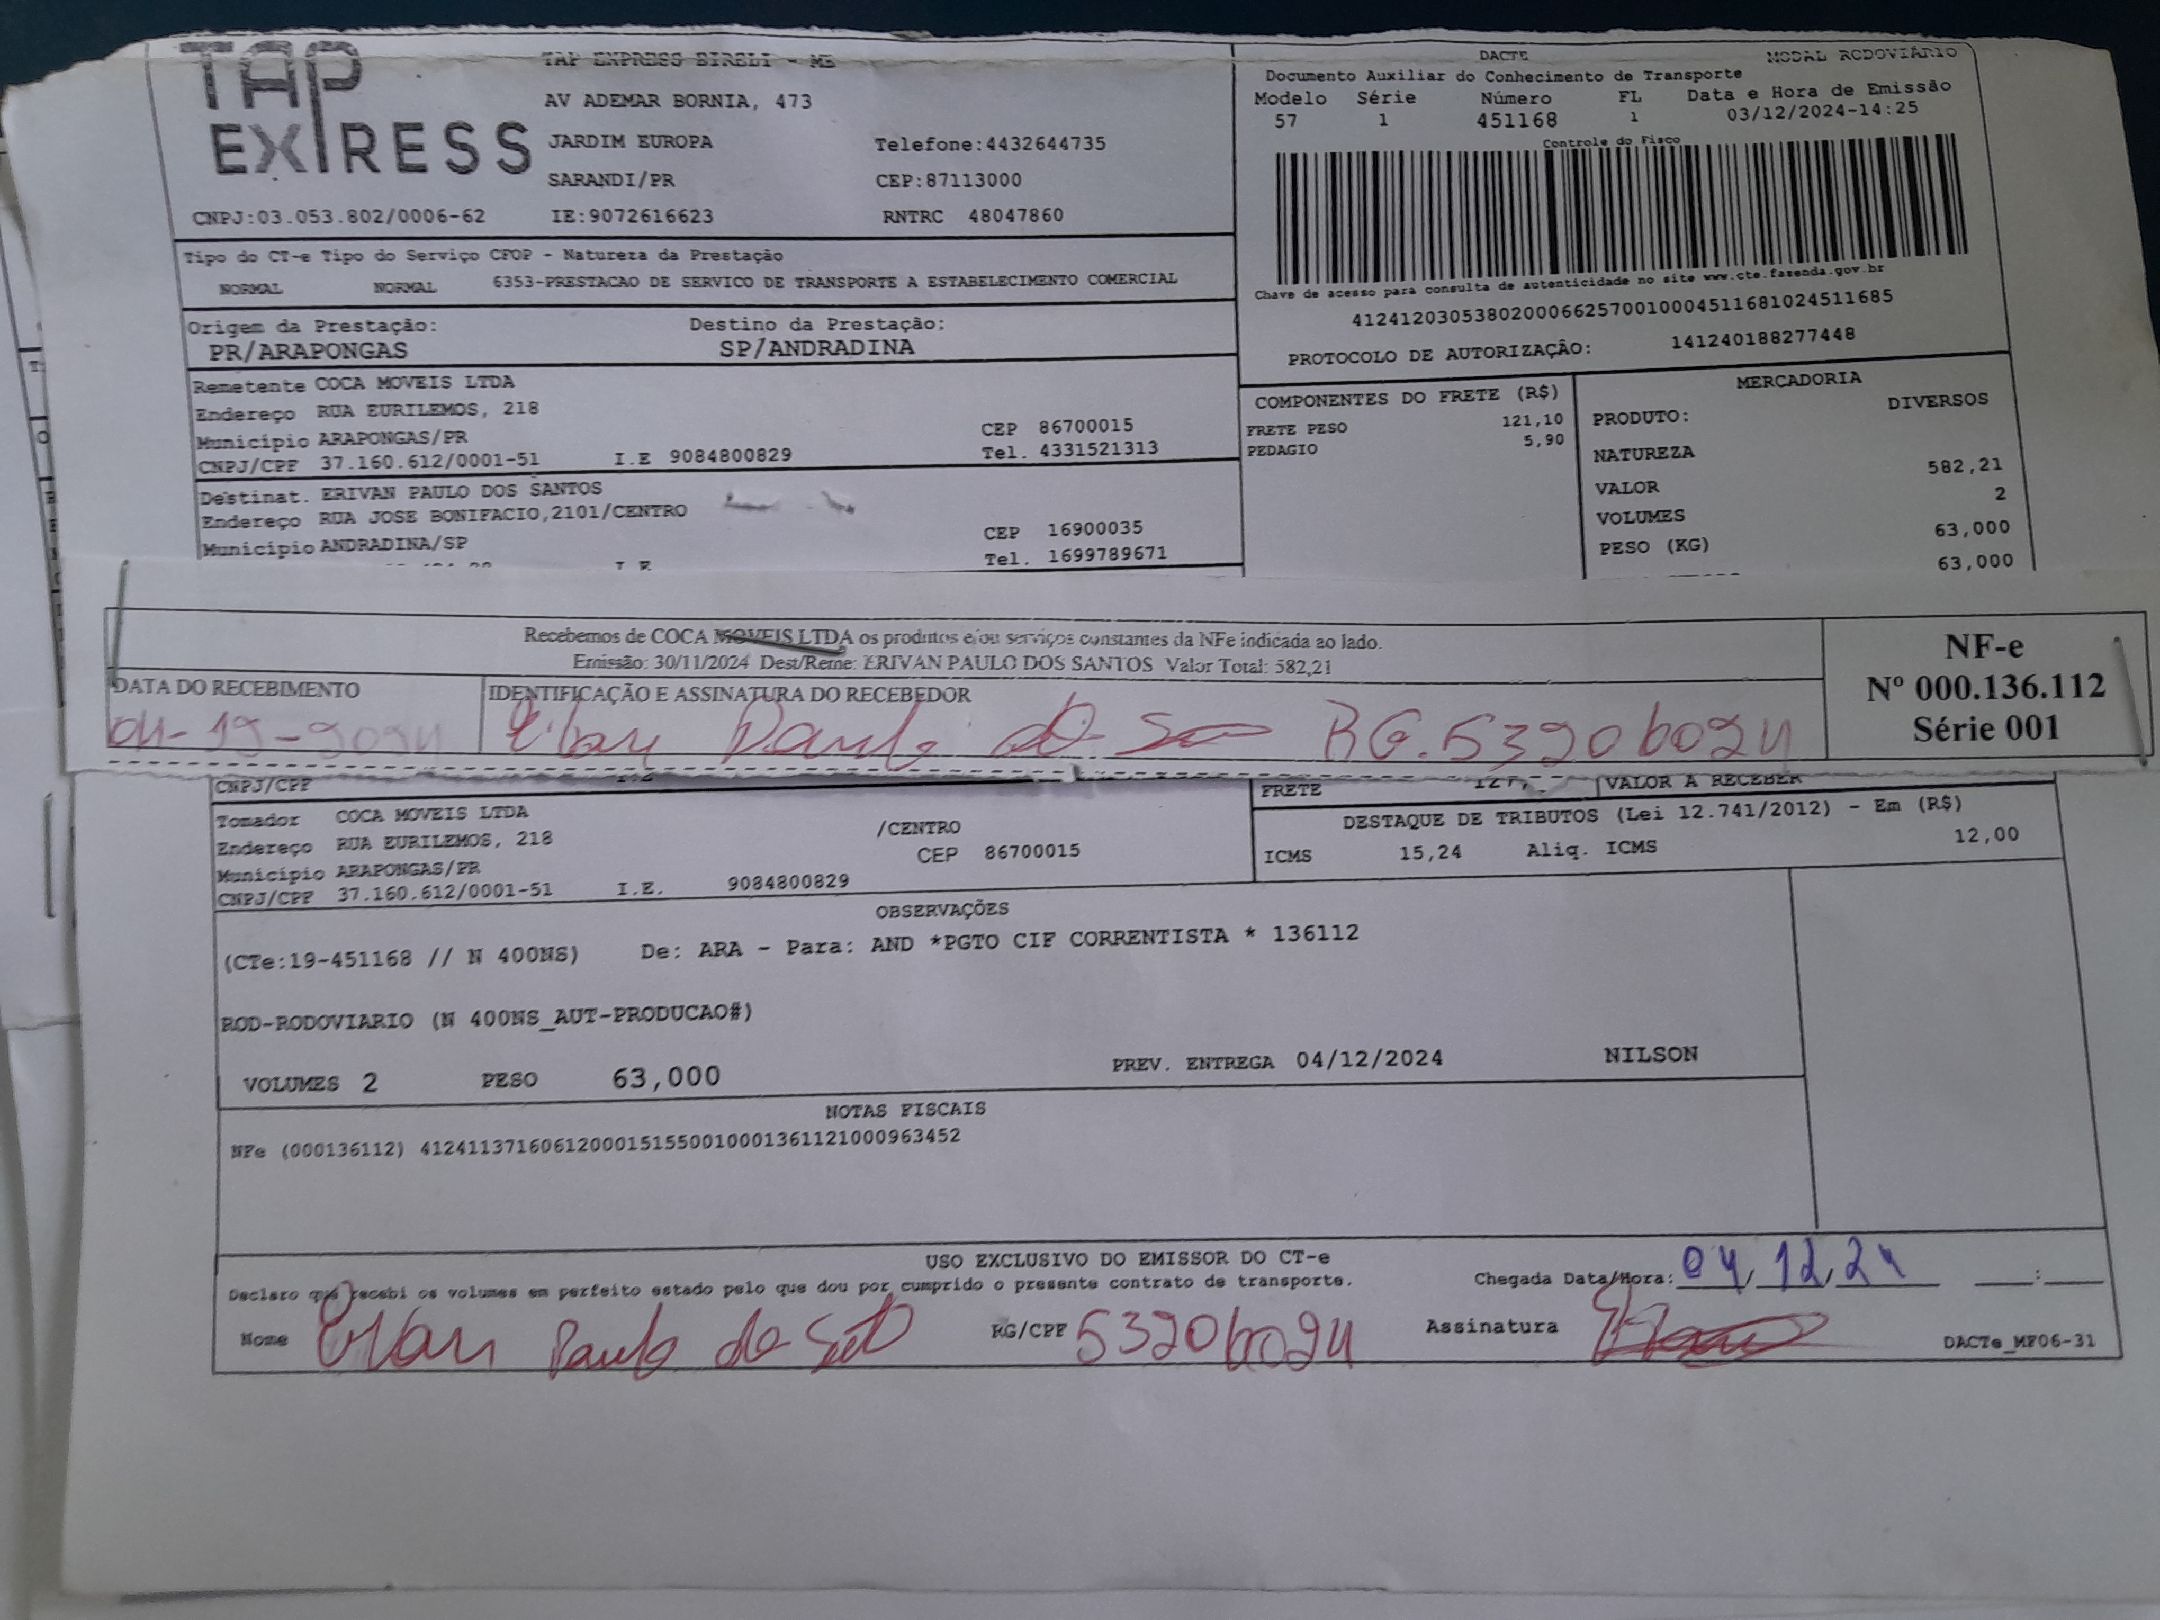 TAP EXPRESS
TAP EXPRESS EIRELI - ME
AV ADEMAR BORNIA, 473
JARDIM EUROPA Telefone:4432644735
SARANDI/PR CEP:87113000
CNPJ:03.053.802/0006-62 IE:9072616623 RNTRC 48047860
DACTE MODAL RODOVIÁRIO
Documento Auxiliar do Conhecimento de Transporte
Modelo Série Número FL Data e Hora de Emissão
57 1 451168 1 03/12/2024-14:25
Controle do Fisco
Chave de acesso para consulta de autenticidade no site www.cte.fazenda.gov.br
41241203053802000662570010004511681024511685
PROTOCOLO DE AUTORIZAÇÃO: 141240188277448
Tipo do CT-e Tipo do Serviço CFOP - Natureza da Prestação
NORMAL NORMAL 6353-PRESTACAO DE SERVICO DE TRANSPORTE A ESTABELECIMENTO COMERCIAL
Origem da Prestação: Destino da Prestação:
PR/ARAPONGAS SP/ANDRADINA
Remetente COCA MOVEIS LTDA
Endereço RUA EURILEMOS, 218
Município ARAPONGAS/PR CEP 86700015
CNPJ/CPF 37.160.612/0001-51 I.E 9084800829 Tel. 4331521313
Destinat. ERIVAN PAULO DOS SANTOS
Endereço RUA JOSE BONIFACIO,2101/CENTRO
Município ANDRADINA/SP CEP 16900035
Tel. 1699789671
COMPONENTES DO FRETE (R$)
FRETE PESO 121,10
PEDAGIO 5,90
MERCADORIA
PRODUTO: DIVERSOS
NATUREZA
VALOR 582,21
VOLUMES 2
PESO (KG) 63,000
63,000
Recebemos de COCA MOVEIS LTDA os produtos e/ou serviços constantes da NFe indicada ao lado.
Emissão: 30/11/2024 Dest/Reme: ERIVAN PAULO DOS SANTOS Valor Total: 582,21
DATA DO RECEBIMENTO IDENTIFICAÇÃO E ASSINATURA DO RECEBEDOR
04-12-2024 Erivan Paulo RG.53206024
NF-e
Nº 000.136.112
Série 001
CNPJ/CPF
FRETE VALOR A RECEBER
Tomador COCA MOVEIS LTDA
Endereço RUA EURILEMOS, 218 /CENTRO
Município ARAPONGAS/PR CEP 86700015
CNPJ/CPF 37.160.612/0001-51 I.E. 9084800829
DESTAQUE DE TRIBUTOS (Lei 12.741/2012) - Em (R$)
ICMS 15,24 Aliq. ICMS 12,00
OBSERVAÇÕES
(CTe:19-451168 // N 400NS) De: ARA - Para: AND *PGTO CIF CORRENTISTA * 136112
ROD-RODOVIARIO (N 400NS_AUT-PRODUCAO#)
VOLUMES 2 PESO 63,000 PREV. ENTREGA 04/12/2024 NILSON
NOTAS FISCAIS
NFe (000136112) 41241137160612000151550010001361121000963452
USO EXCLUSIVO DO EMISSOR DO CT-e
Declaro que recebi os volumes em perfeito estado pelo que dou por cumprido o presente contrato de transporte.
Chegada Data/Hora: 04/12/24 :
Nome Erivan Paulo RG/CPF 53206024 Assinatura
DACTe_MF06-31